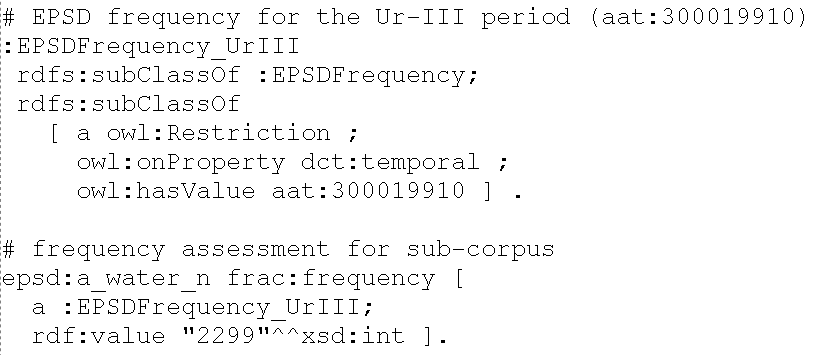 # EPSD frequency for the Ur-III period (aat:300019910)
:EPSDFrequency_UrIII
 rdfs:subClassOf :EPSDFrequency;
 rdfs:subClassOf
   [ a owl:Restriction ;
     owl:onProperty dct:temporal ;
     owl:hasValue aat:300019910 ] .

# frequency assessment for sub-corpus
epsd:a_water_n frac:frequency [
  a :EPSDFrequency_UrIII;
  rdf:value "2299"^^xsd:int ].